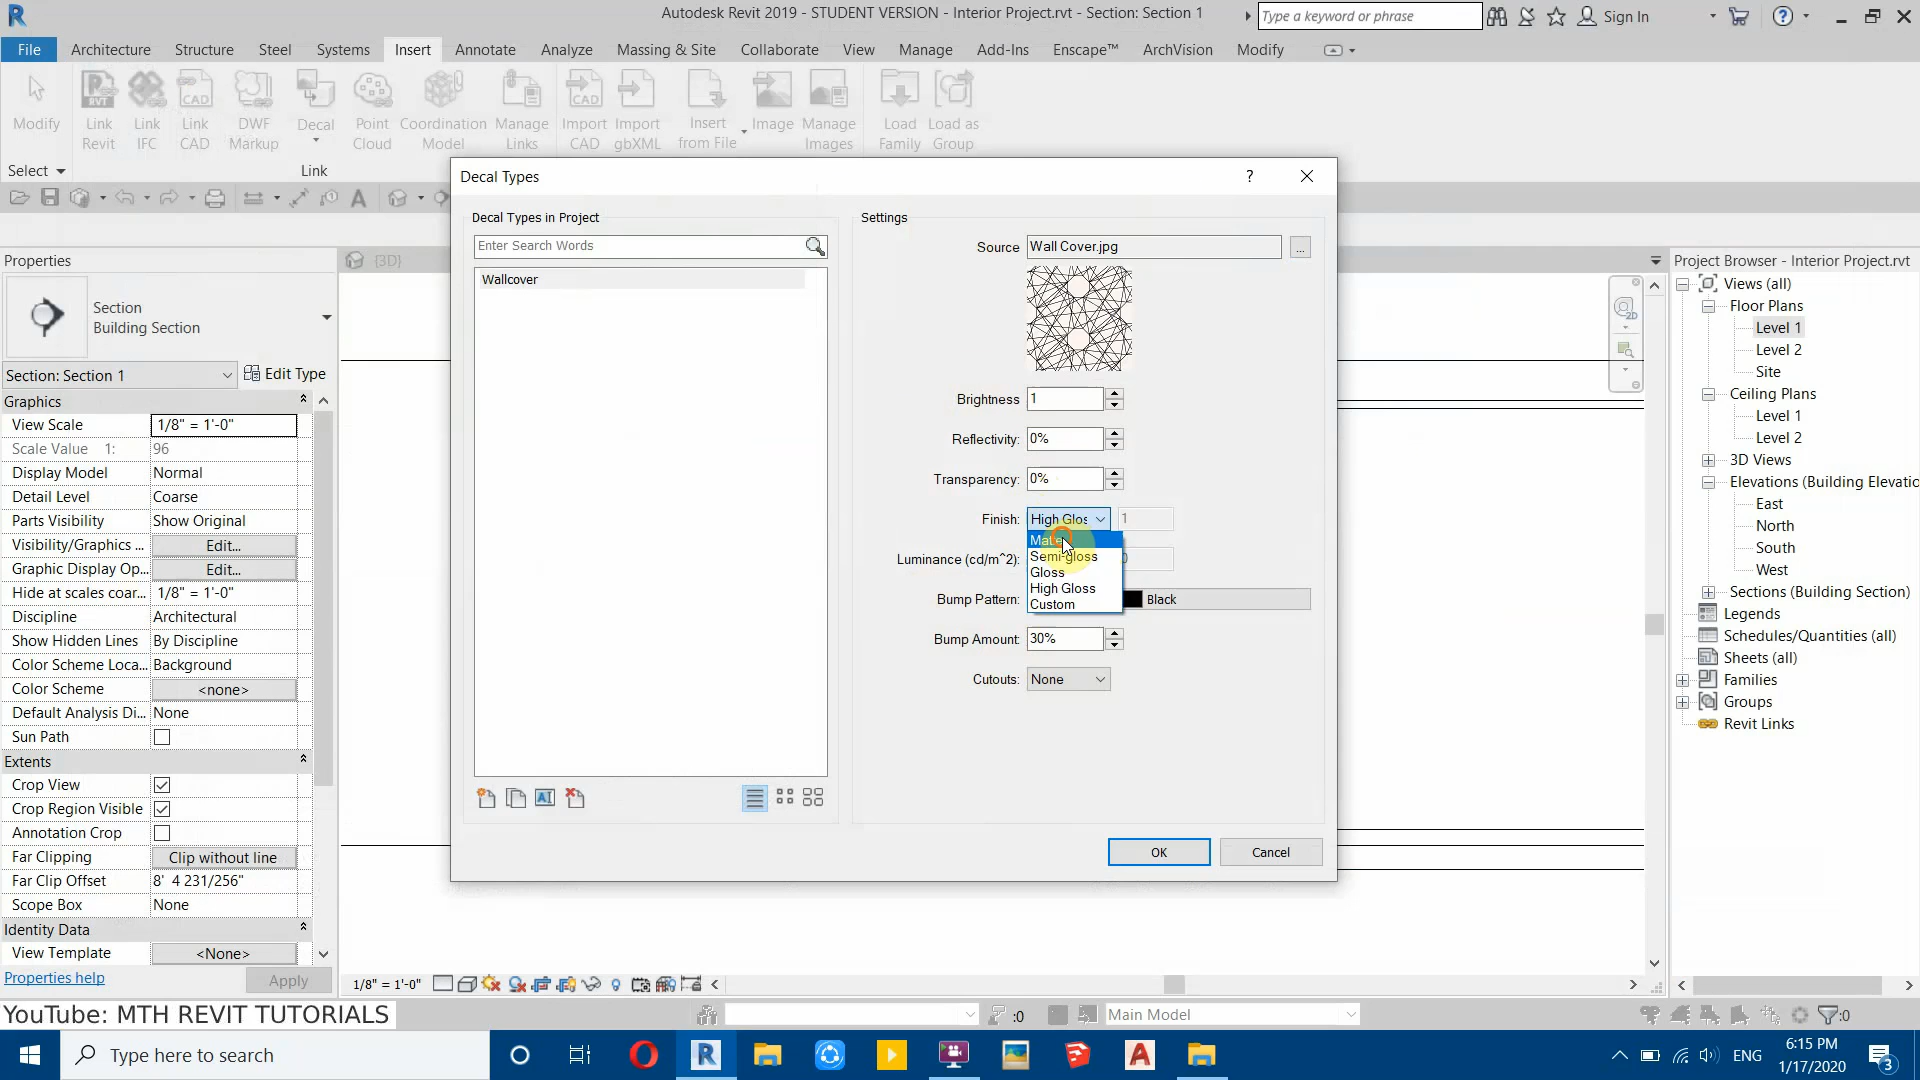 Autodesk Revit 2019 - STUDENT VERSION - Interior Project.rvt - Section: Section 1
Type a keyword or phrase
Sign In
File Architecture Structure Steel Systems Insert Annotate Analyze Massing & Site Collaborate View Manage Add-Ins Enscape™ ArchVision Modify
Modify
Link Revit
Link IFC
Link CAD
DWF Markup
Decal
Point Cloud
Coordination Model
Manage Links
Import CAD
Import gbXML
Insert from File
Image
Manage Images
Load Family
Load as Group
Select
Link
Decal Types
Decal Types in Project
Enter Search Words
Wallcover
Settings
Source Wall Cover.jpg ...
Brightness 1
Reflectivity: 0%
Transparency: 0%
Finish: High Glos 1
Semi-gloss
Gloss
High Gloss
Custom
Luminance (cd/m^2):
Bump Pattern: Black
Bump Amount: 30%
Cutouts: None
OK Cancel
Properties
Section
Building Section
Section: Section 1 Edit Type
Graphics
View Scale 1/8" = 1'-0"
Scale Value 1: 96
Display Model Normal
Detail Level Coarse
Parts Visibility Show Original
Visibility/Graphics ... Edit...
Graphic Display Op... Edit...
Hide at scales coar... 1/8" = 1'-0"
Discipline Architectural
Show Hidden Lines By Discipline
Color Scheme Loca... Background
Color Scheme <none>
Default Analysis Di... None
Sun Path
Extents
Crop View
Crop Region Visible
Annotation Crop
Far Clipping Clip without line
Far Clip Offset 8' 4 231/256"
Scope Box None
Identity Data
View Template <None>
Properties help Apply
{3D}
2D
Project Browser - Interior Project.rvt
Views (all)
Floor Plans
Level 1
Level 2
Site
Ceiling Plans
Level 1
Level 2
3D Views
Elevations (Building Elevatio
East
North
South
West
Sections (Building Section)
Legends
Schedules/Quantities (all)
Sheets (all)
Families
Groups
Revit Links
1/8" = 1'-0"
YouTube: MTH REVIT TUTORIALS
:0
Main Model
:0
Type here to search
ENG
6:15 PM
1/17/2020
3